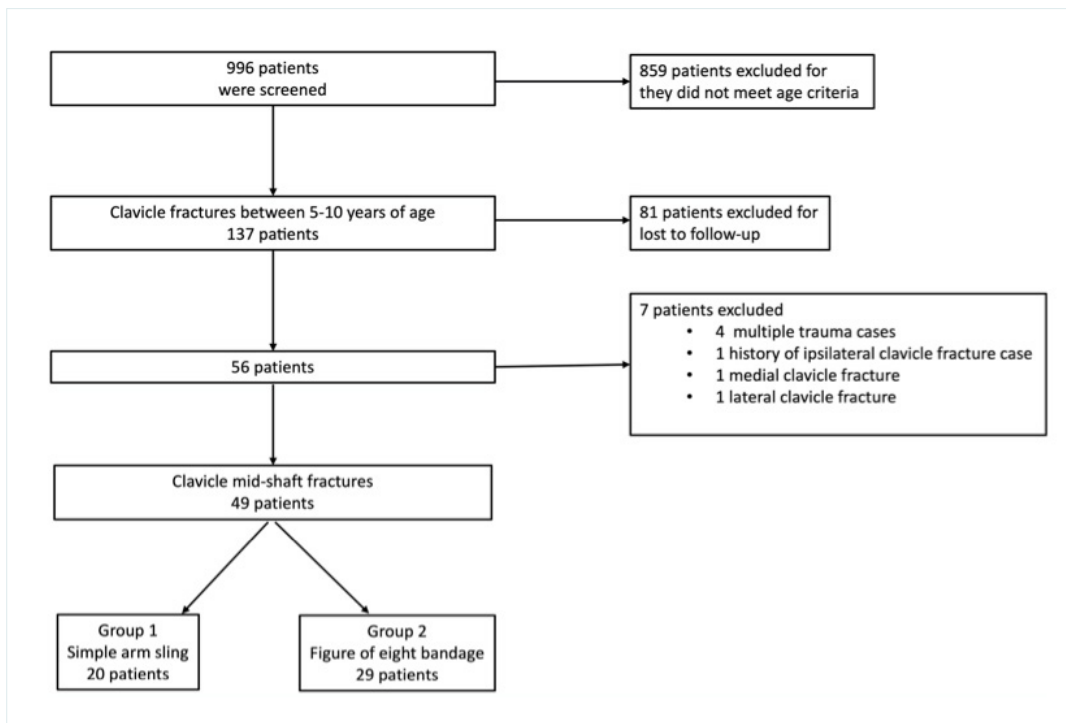 996 patients
were screened
859 patients excluded for
they did not meet age criteria
Clavicle fractures between 5-10 years of age
137 patients
81 patients excluded for
lost to follow-up
7 patients excluded
• 4 multiple trauma cases
• 1 history of ipsilateral clavicle fracture case
• 1 medial clavicle fracture
• 1 lateral clavicle fracture
56 patients
Clavicle mid-shaft fractures
49 patients
Group 1
Simple arm sling
20 patients
Group 2
Figure of eight bandage
29 patients